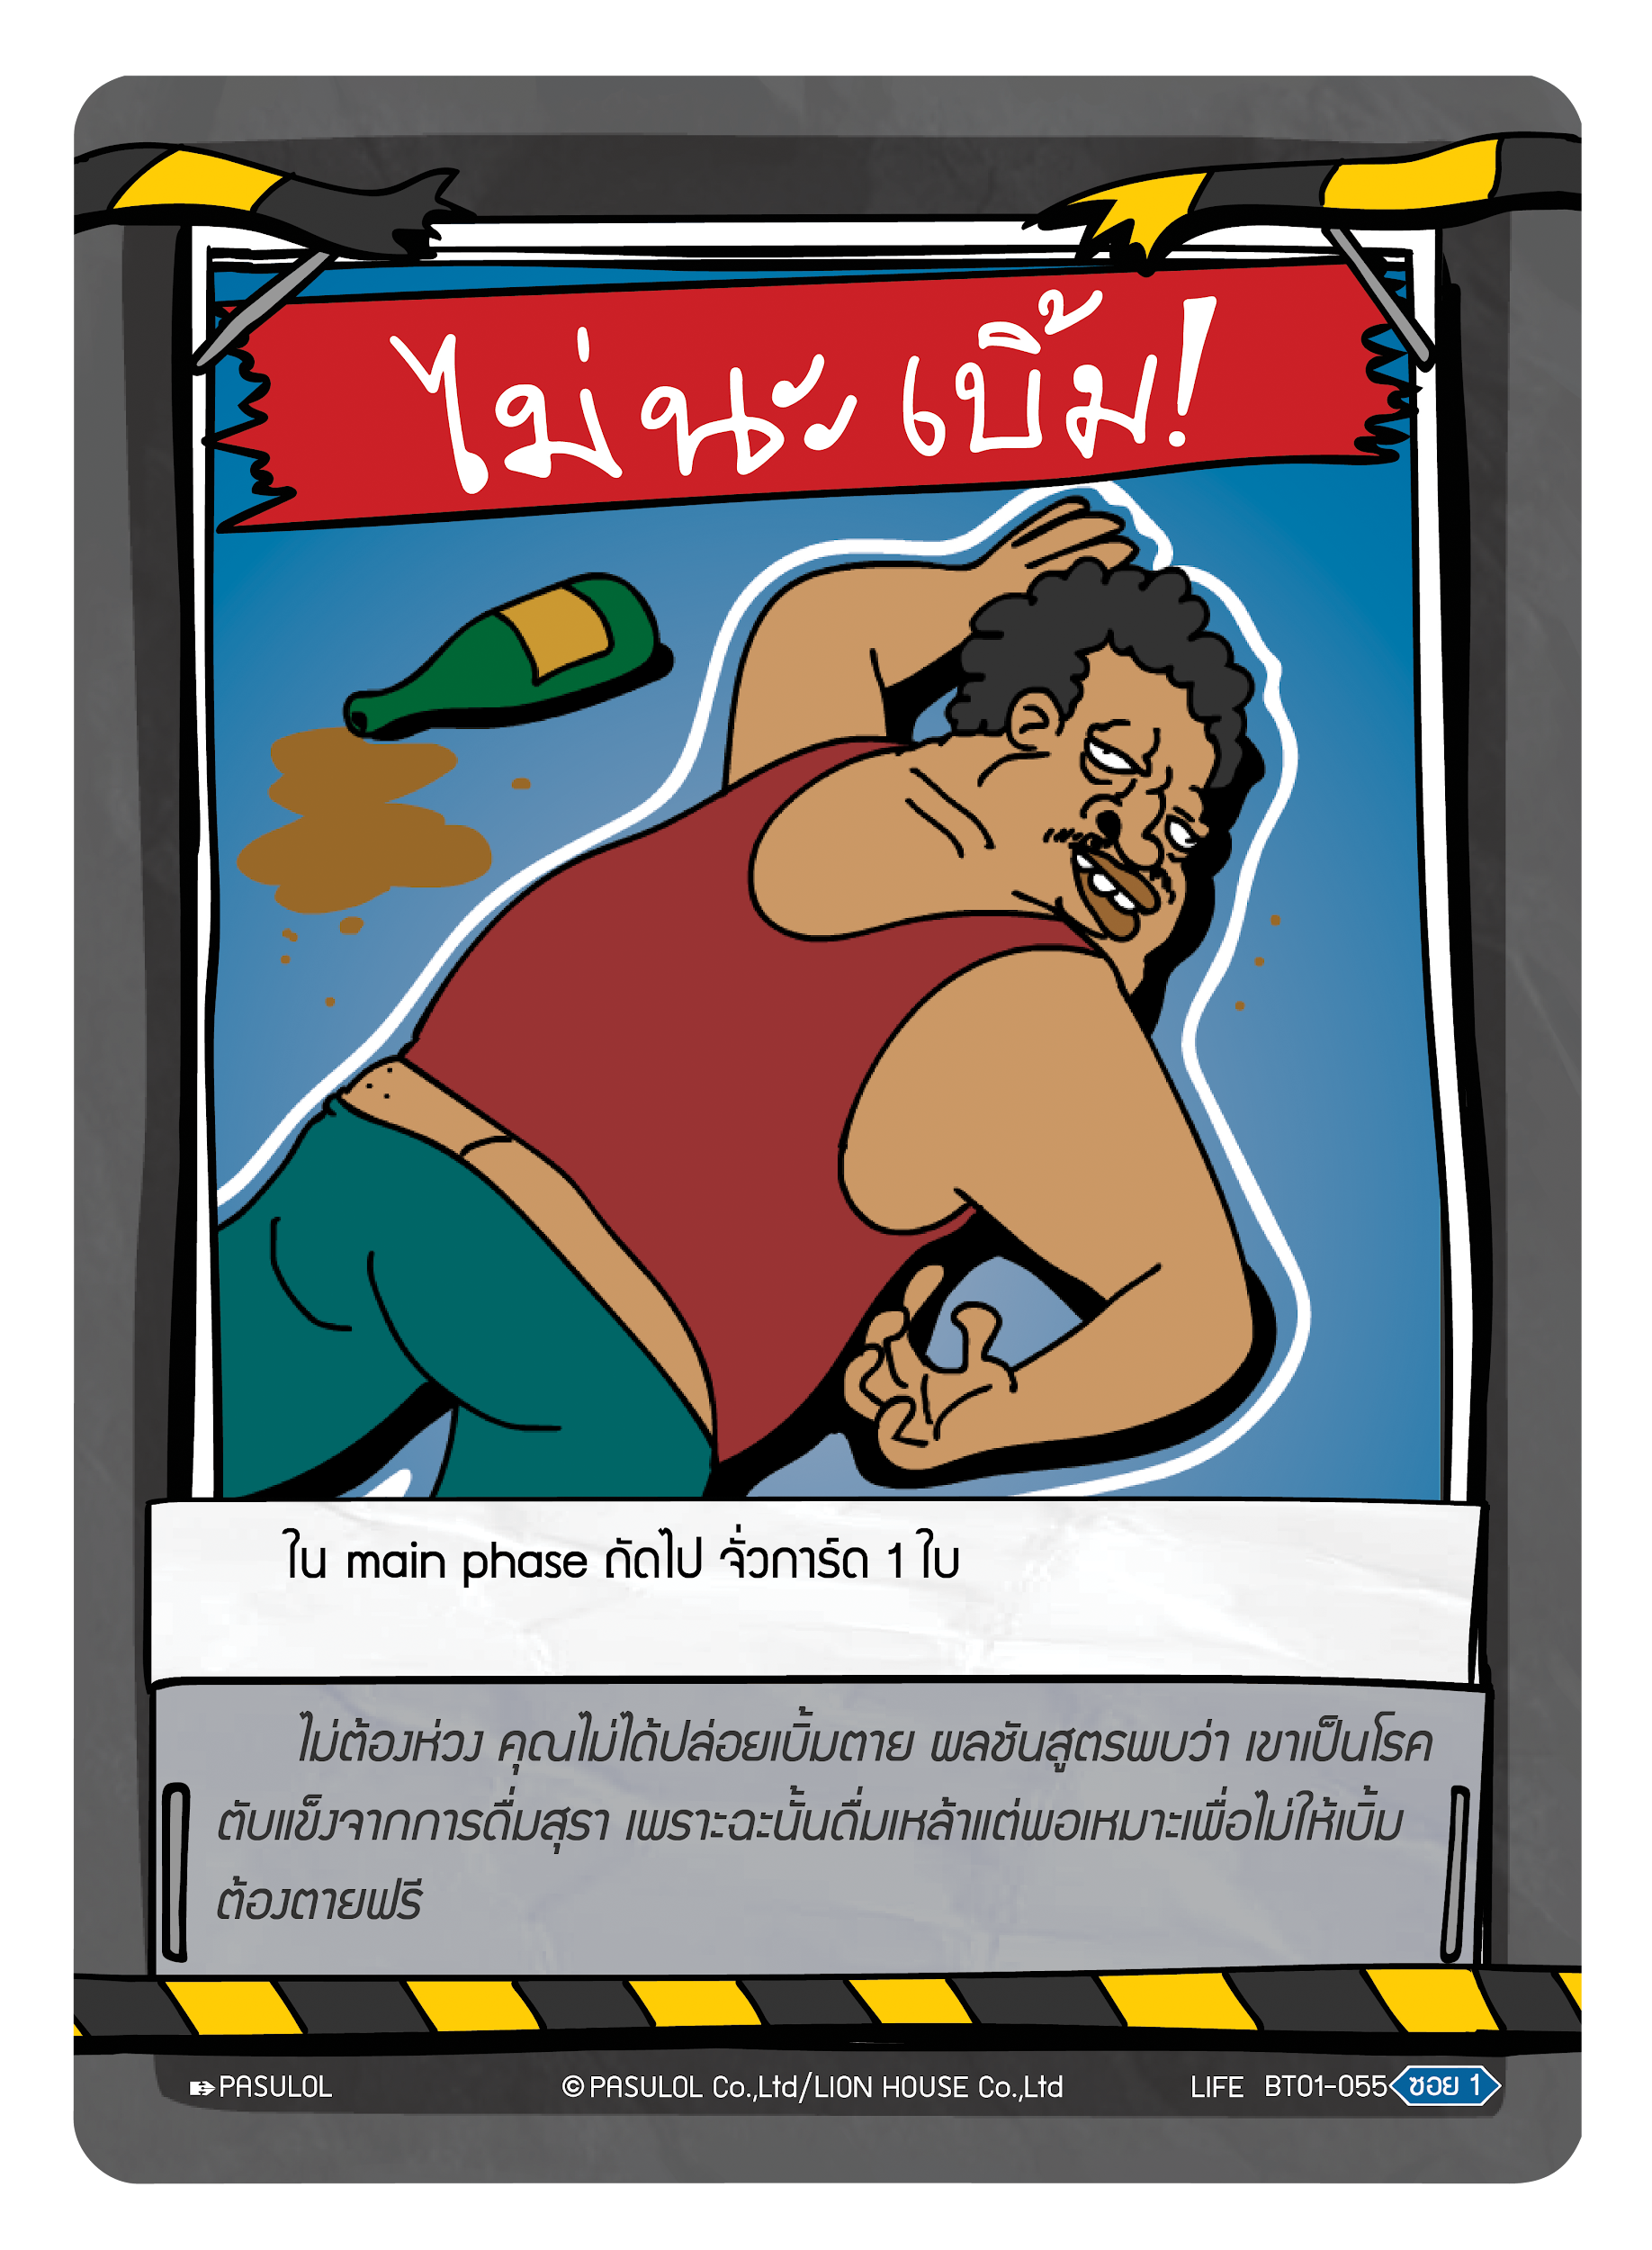 ไม่นะ เบิ้ม!
ใน main phase ถัดไป จั่วการ์ด 1 ใบ
ไม่ต้องห่วง คุณไม่ได้ปล่อยเบิ้มตาย ผลชันสูตรพบว่า เขาเป็นโรค
ตับแข็งจากการดื่มสุรา เพราะฉะนั้นดื่มเหล้าแต่พอเหมาะเพื่อไม่ให้เบิ้ม
ต้องตายฟรี
PASULOL ©PASULOL Co.,Ltd/LION HOUSE Co.,Ltd LIFE BT01-055 ซอย 1